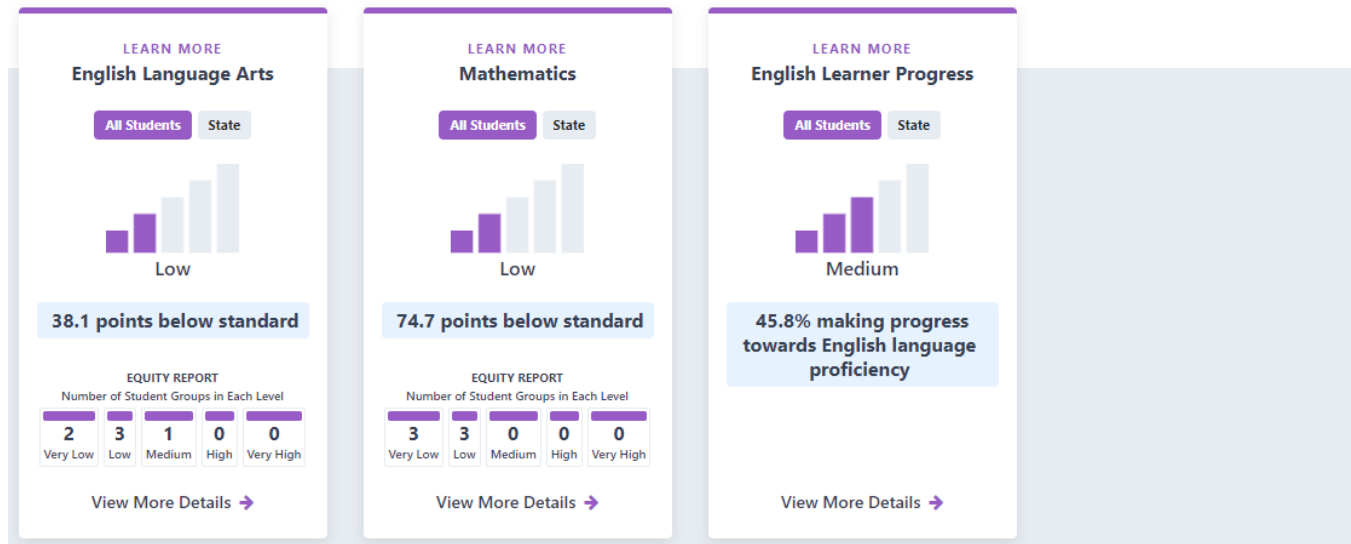 LEARN MORE
English Language Arts
All Students State
Low
38.1 points below standard
EQUITY REPORT
Number of Student Groups in Each Level
2 3 1 0 0
Very Low Low Medium High Very High
View More Details
LEARN MORE
Mathematics
All Students State
Low
74.7 points below standard
EQUITY REPORT
Number of Student Groups in Each Level
3 3 0 0 0
Very Low Low Medium High Very High
View More Details
LEARN MORE
English Learner Progress
All Students State
Medium
45.8% making progress
towards English language
proficiency
View More Details